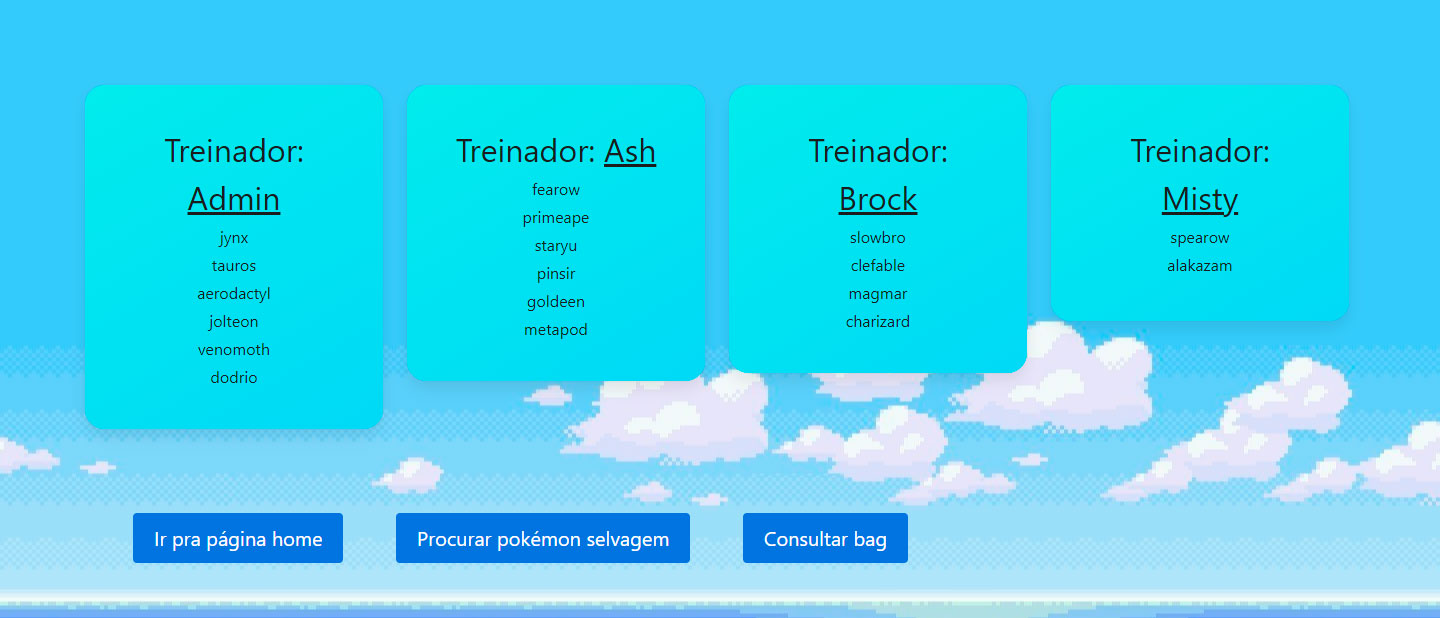 Treinador:
Admin
jynx
tauros
aerodactyl
jolteon
venomoth
dodrio
Treinador: Ash
fearow
primeape
staryu
pinsir
goldeen
metapod
Treinador:
Brock
slowbro
clefable
magmar
charizard
Treinador:
Misty
spearow
alakazam
Ir pra página home
Procurar pokémon selvagem
Consultar bag